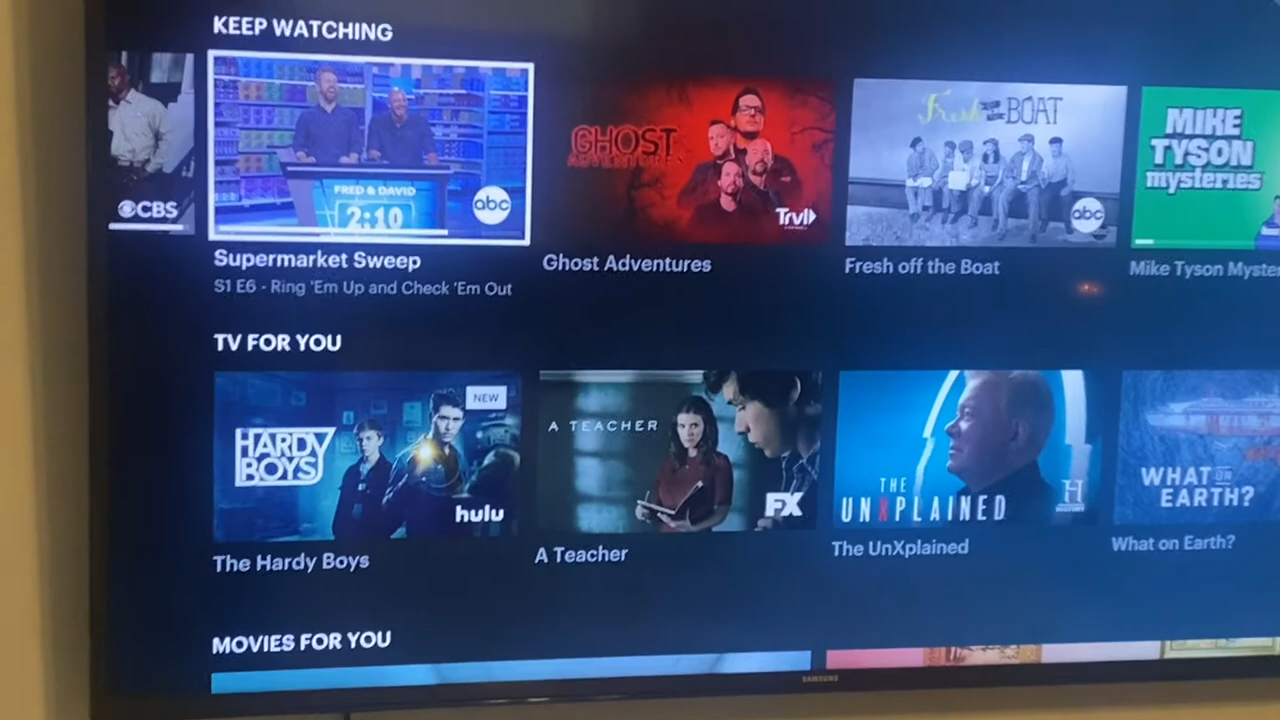 KEEP WATCHING
CBS
FRED & DAVID
2:10
abc
Supermarket Sweep
S1 E6 - Ring 'Em Up and Check 'Em Out
GHOST
ADVENTURES
Trvl
Ghost Adventures
Fresh OFF THE BOAT
abc
Fresh off the Boat
MIKE
TYSON
mysteries
Mike Tyson Myster
TV FOR YOU
HARDY
BOYS
NEW
hulu
The Hardy Boys
A TEACHER
FX
A Teacher
THE
UNXPLAINED
H
HISTORY
The UnXplained
WHAT ON
EARTH?
What on Earth?
MOVIES FOR YOU
SAMSUNG